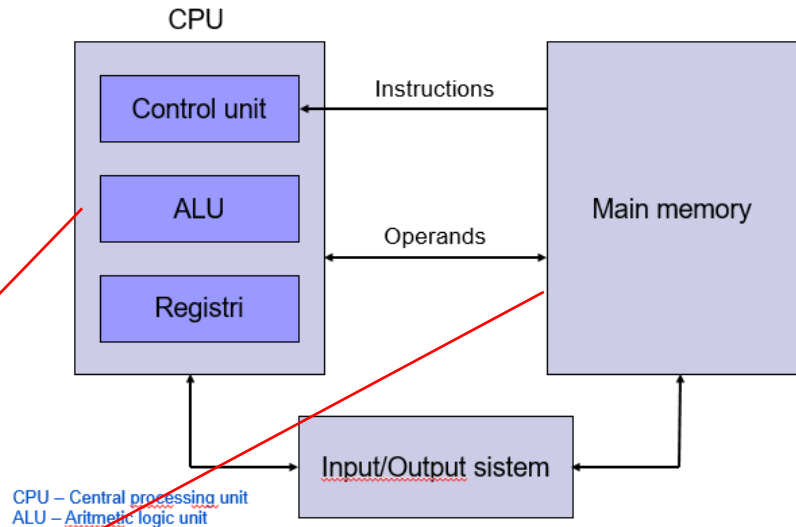 CPU
Control unit
Instructions
ALU
Main memory
Operands
Registri
Input/Output sistem
CPU – Central processing unit
ALU – Aritmetic logic unit